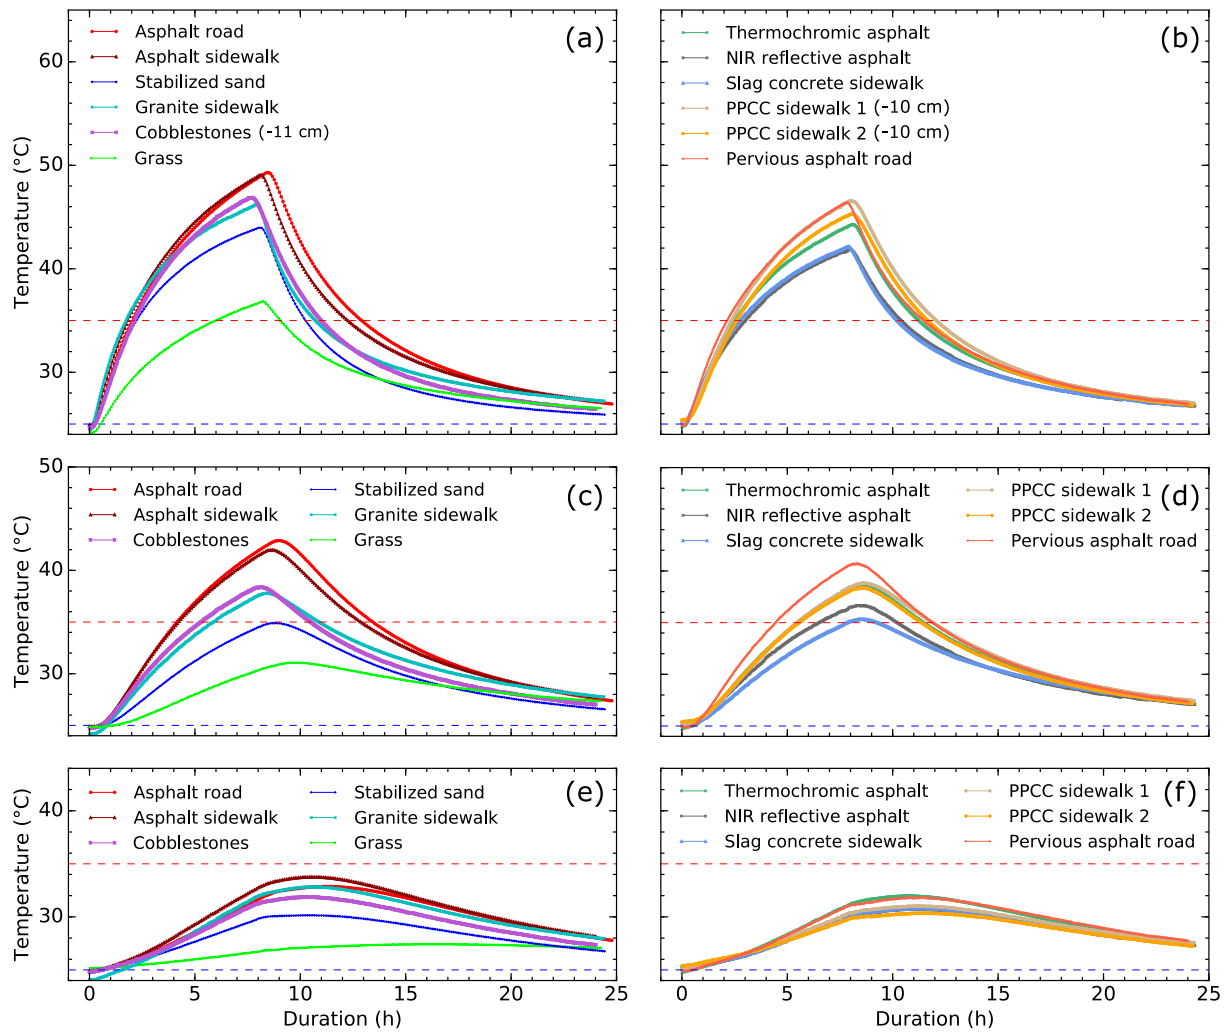 Temperature (°C)
60
50
40
30
Asphalt road
Asphalt sidewalk
Stabilized sand
Granite sidewalk
Cobblestones (-11 cm)
Grass
(a)
Thermochromic asphalt
NIR reflective asphalt
Slag concrete sidewalk
PPCC sidewalk 1 (-10 cm)
PPCC sidewalk 2 (-10 cm)
Pervious asphalt road
(b)
Temperature (°C)
50
40
30
Asphalt road
Asphalt sidewalk
Cobblestones
Stabilized sand
Granite sidewalk
Grass
(c)
Thermochromic asphalt
NIR reflective asphalt
Slag concrete sidewalk
PPCC sidewalk 1
PPCC sidewalk 2
Pervious asphalt road
(d)
Temperature (°C)
40
30
Asphalt road
Asphalt sidewalk
Cobblestones
Stabilized sand
Granite sidewalk
Grass
(e)
0 5 10 15 20 25
Duration (h)
Thermochromic asphalt
NIR reflective asphalt
Slag concrete sidewalk
PPCC sidewalk 1
PPCC sidewalk 2
Pervious asphalt road
(f)
0 5 10 15 20 25
Duration (h)